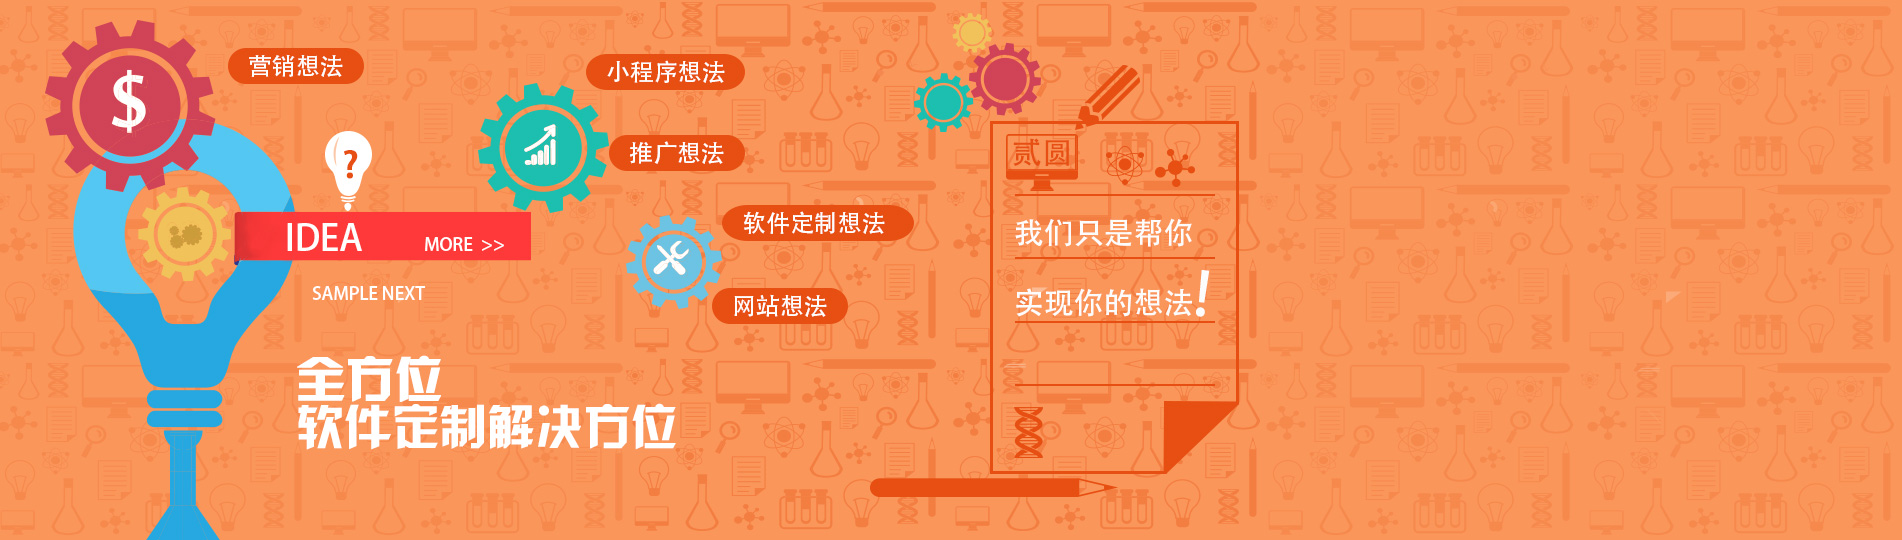 $
营销想法
小程序想法
推广想法
?
IDEA
MORE >>
SAMPLE NEXT
软件定制想法
网站想法
全方位
软件定制解决方位
贰圆
我们只是帮你
实现你的想法!